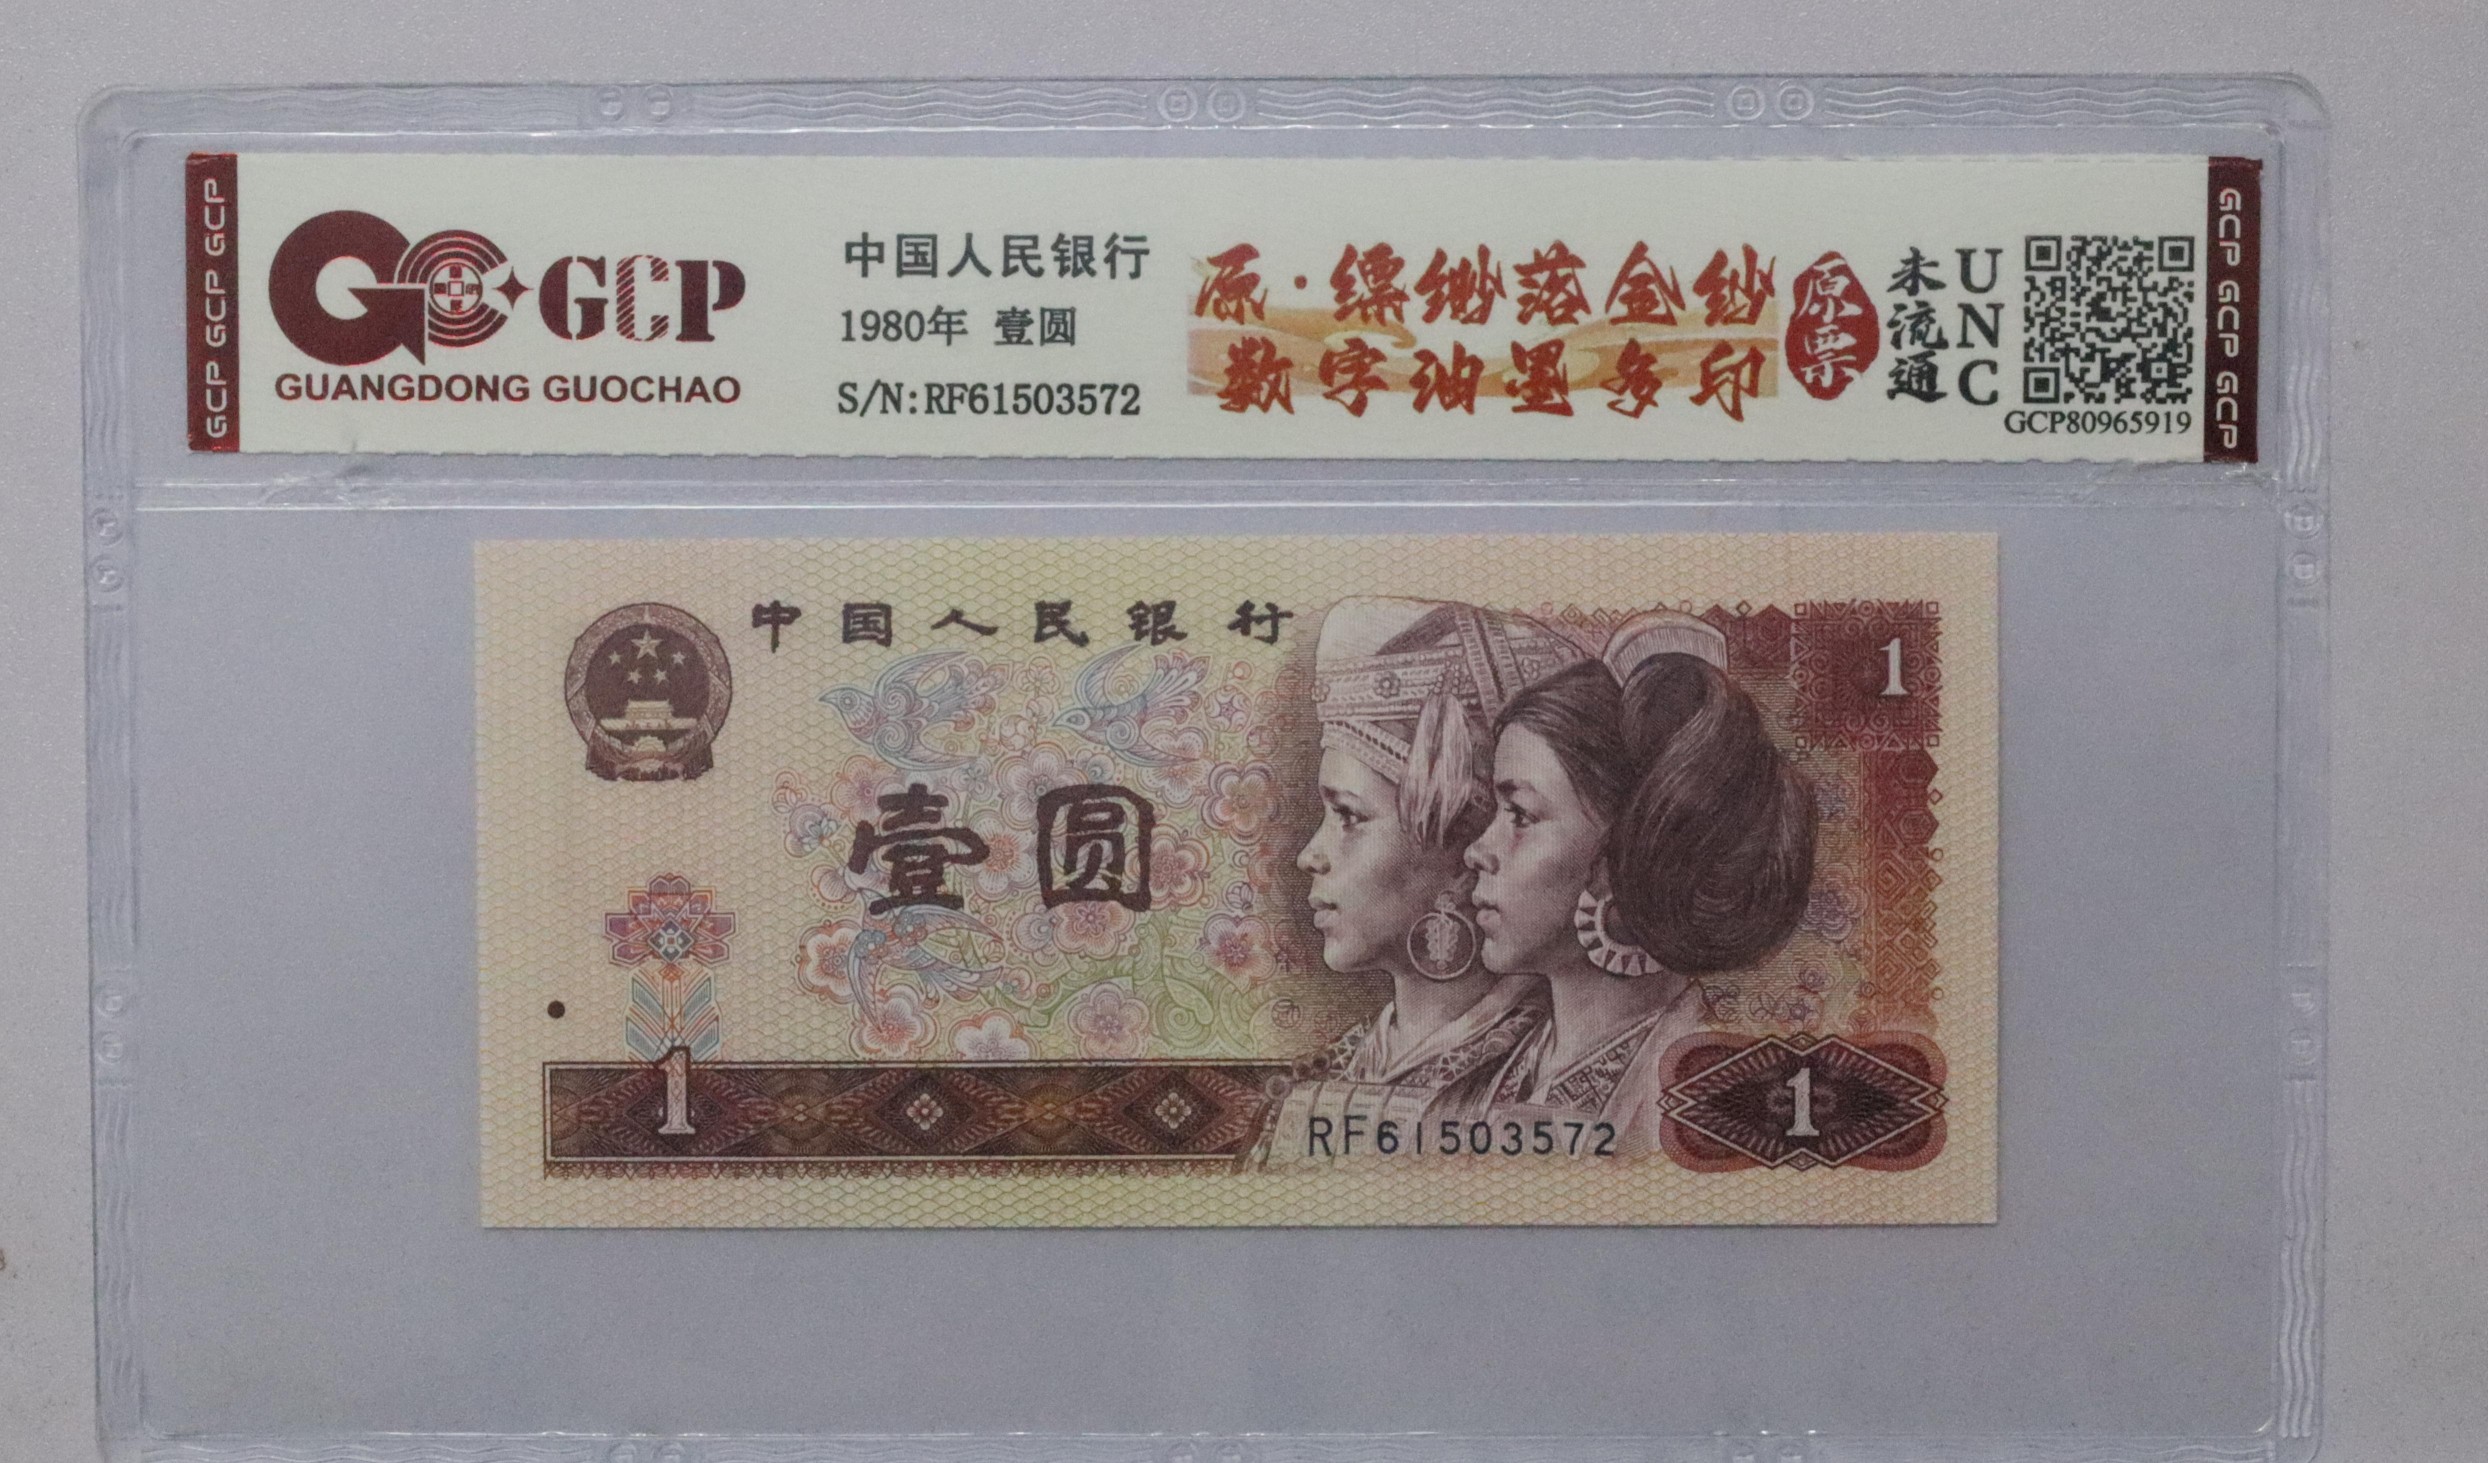 GCP GCP GCP
GCP
GUANGDONG GUOCHAO
中国人民银行
1980年 壹圆
S/N:RF61503572
原·缥缈落金纱
数字油墨多印
原票
未流通
UNC
GCP80965919
GCP GCP GCP
中国人民银行
1
壹圆
1
RF61503572
1